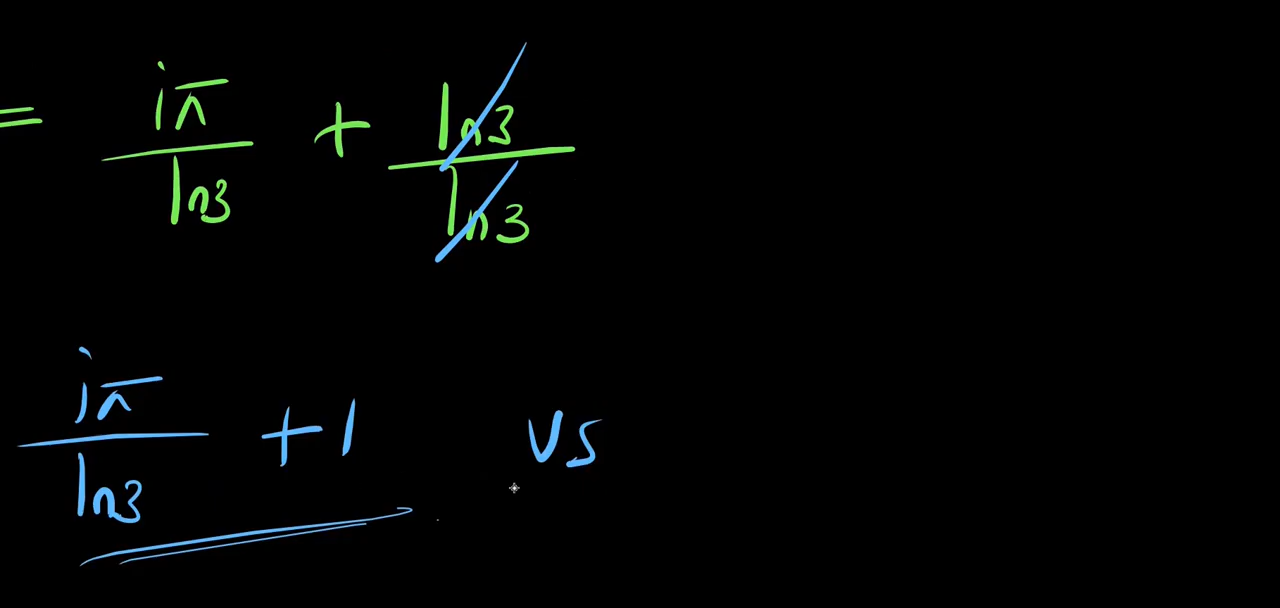 = iπ/ln3 + ln3/ln3
iπ/ln3 + 1 vs